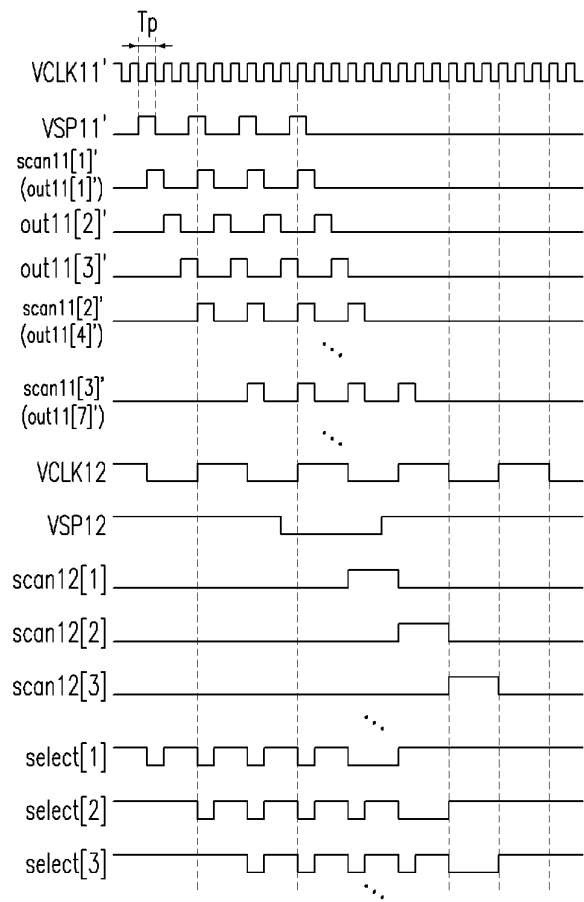 Tp
VCLK11'
VSP11'
scan11[1]'
(out11[1]')
out11[2]'
out11[3]'
scan11[2]'
(out11[4]')
scan11[3]'
(out11[7]')
VCLK12
VSP12
scan12[1]
scan12[2]
scan12[3]
select[1]
select[2]
select[3]